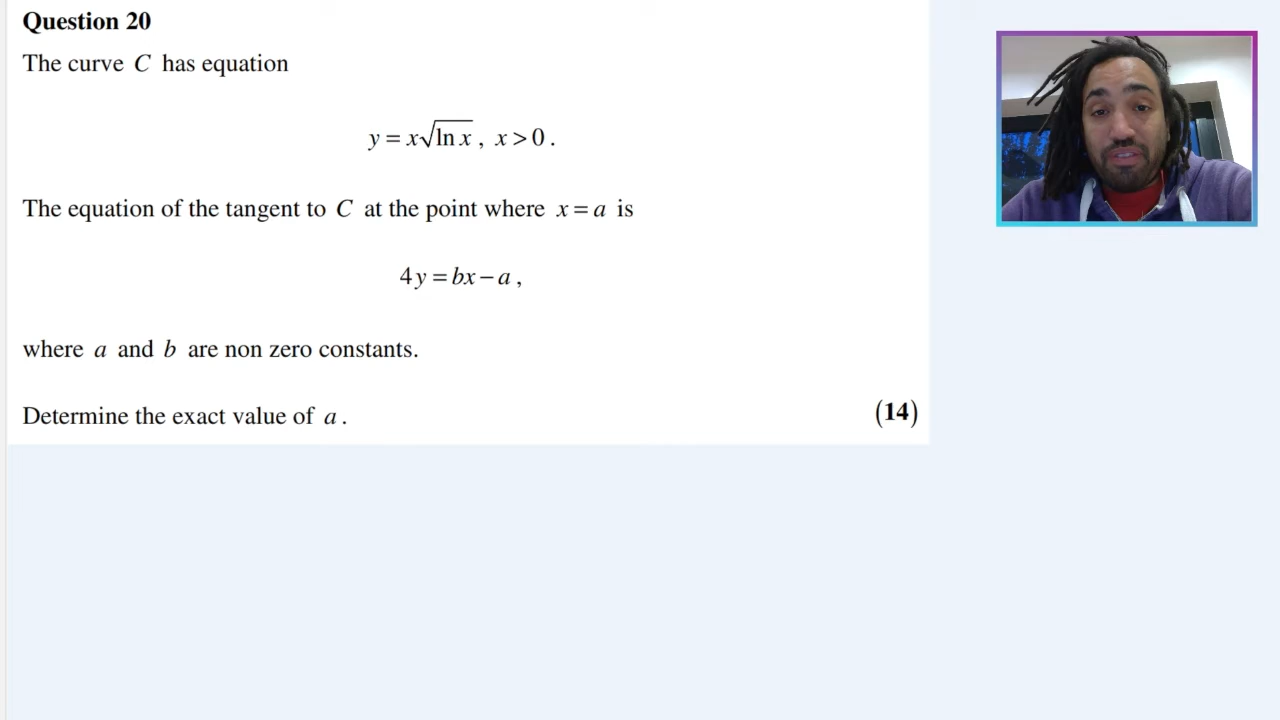 Question 20
The curve C has equation
y = x√ln x , x > 0 .
The equation of the tangent to C at the point where x = a is
4y = bx − a ,
where a and b are non zero constants.
Determine the exact value of a .
(14)